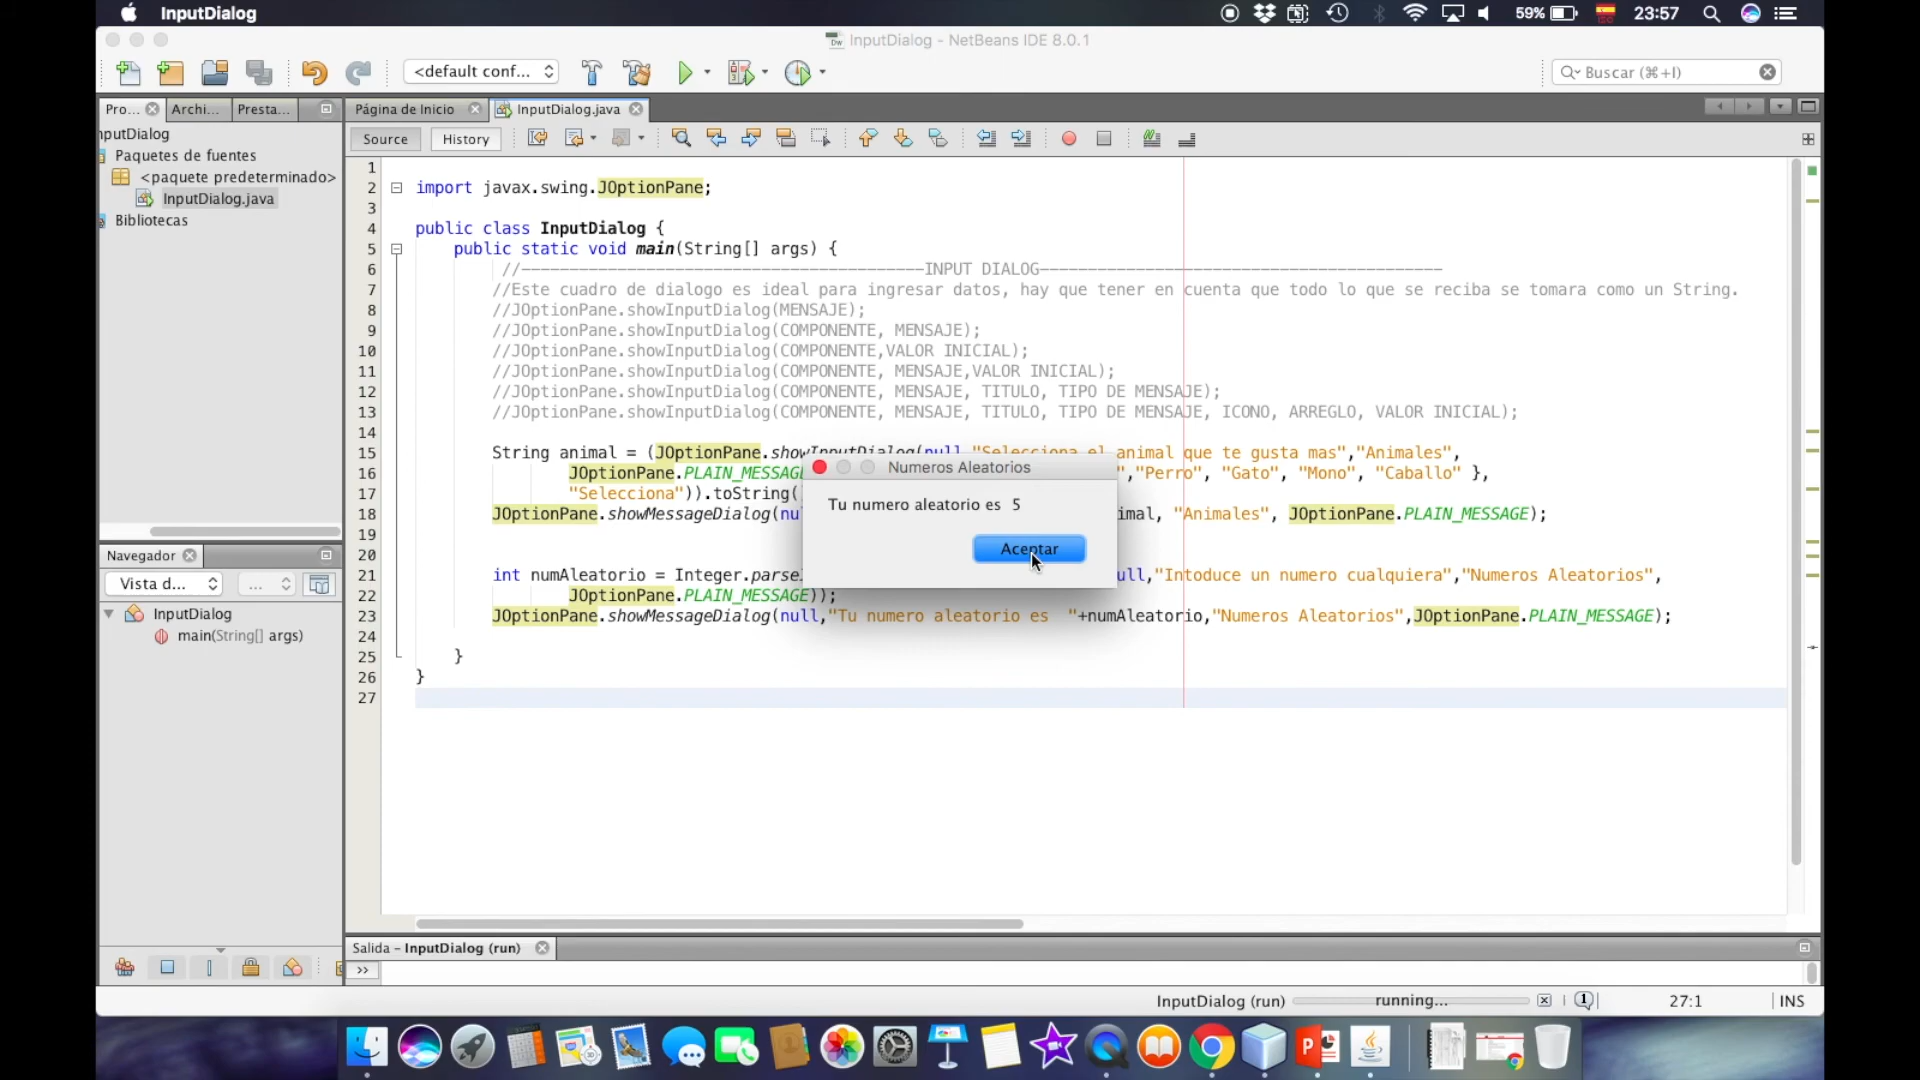 InputDialog
59%
23:57
InputDialog - NetBeans IDE 8.0.1
<default conf...
Buscar (⌘+I)
Pro...
Archi...
Presta...
Página de Inicio
InputDialog.java
Source
History
nputDialog
Paquetes de fuentes
<paquete predeterminado>
InputDialog.java
Bibliotecas
1
2 import javax.swing.JOptionPane;
3
4 public class InputDialog {
5 public static void main(String[] args) {
6 //------------------------------------------INPUT DIALOG------------------------------------------
7 //Este cuadro de dialogo es ideal para ingresar datos, hay que tener en cuenta que todo lo que se reciba se tomara como un String.
8 //JOptionPane.showInputDialog(MENSAJE);
9 //JOptionPane.showInputDialog(COMPONENTE, MENSAJE);
10 //JOptionPane.showInputDialog(COMPONENTE,VALOR INICIAL);
11 //JOptionPane.showInputDialog(COMPONENTE, MENSAJE,VALOR INICIAL);
12 //JOptionPane.showInputDialog(COMPONENTE, MENSAJE, TITULO, TIPO DE MENSAJE);
13 //JOptionPane.showInputDialog(COMPONENTE, MENSAJE, TITULO, TIPO DE MENSAJE, ICONO, ARREGLO, VALOR INICIAL);
14
15 String animal = (JOptionPane.showInputDialog(null,"Selecciona el animal que te gusta mas","Animales",
16 JOptionPane.PLAIN_MESSAGE ","Perro", "Gato", "Mono", "Caballo" },
17 "Selecciona")).toString(
18 JOptionPane.showMessageDialog(nu imal, "Animales", JOptionPane.PLAIN_MESSAGE);
19
20
21 int numAleatorio = Integer.parse ull,"Intoduce un numero cualquiera","Numeros Aleatorios",
22 JOptionPane.PLAIN_MESSAGE));
23 JOptionPane.showMessageDialog(null,"Tu numero aleatorio es  "+numAleatorio,"Numeros Aleatorios",JOptionPane.PLAIN_MESSAGE);
24
25 }
26 }
27
Numeros Aleatorios
Tu numero aleatorio es  5
Aceptar
Navegador
Vista d...
...
InputDialog
main(String[] args)
Salida - InputDialog (run)
>>
InputDialog (run)
running...
1
27:1
INS